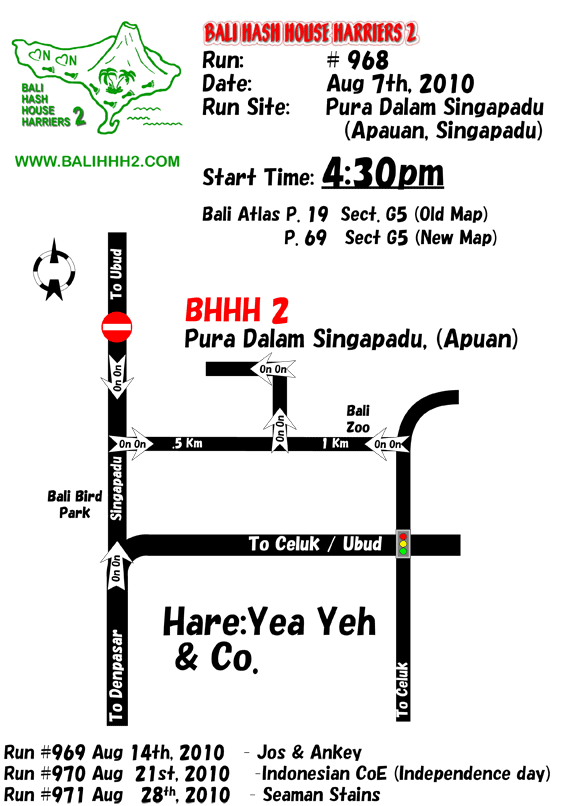 BALI HASH HOUSE HARRIERS 2
Run: # 968
Date: Aug 7th, 2010
Run Site: Pura Dalam Singapadu
(Apauan, Singapadu)
N N
BALI
HASH
HOUSE
HARRIERS 2
WWW.BALIHHH2.COM
Start Time: 4:30pm
Bali Atlas P. 19 Sect. G5 (Old Map)
P. 69 Sect G5 (New Map)
To Ubud
BHHH 2
Pura Dalam Singapadu, (Apuan)
On On
On On
Bali
Zoo
On On
On On .5 Km
1 Km On On
Singapadu
Bali Bird
Park
To Celuk / Ubud
On On
Hare:Yea Yeh
& Co.
To Denpasar
To Celuk
Run #969 Aug 14th, 2010 - Jos & Ankey
Run #970 Aug 21st, 2010 -Indonesian CoE (Independence day)
Run #971 Aug 28th, 2010 - Seaman Stains